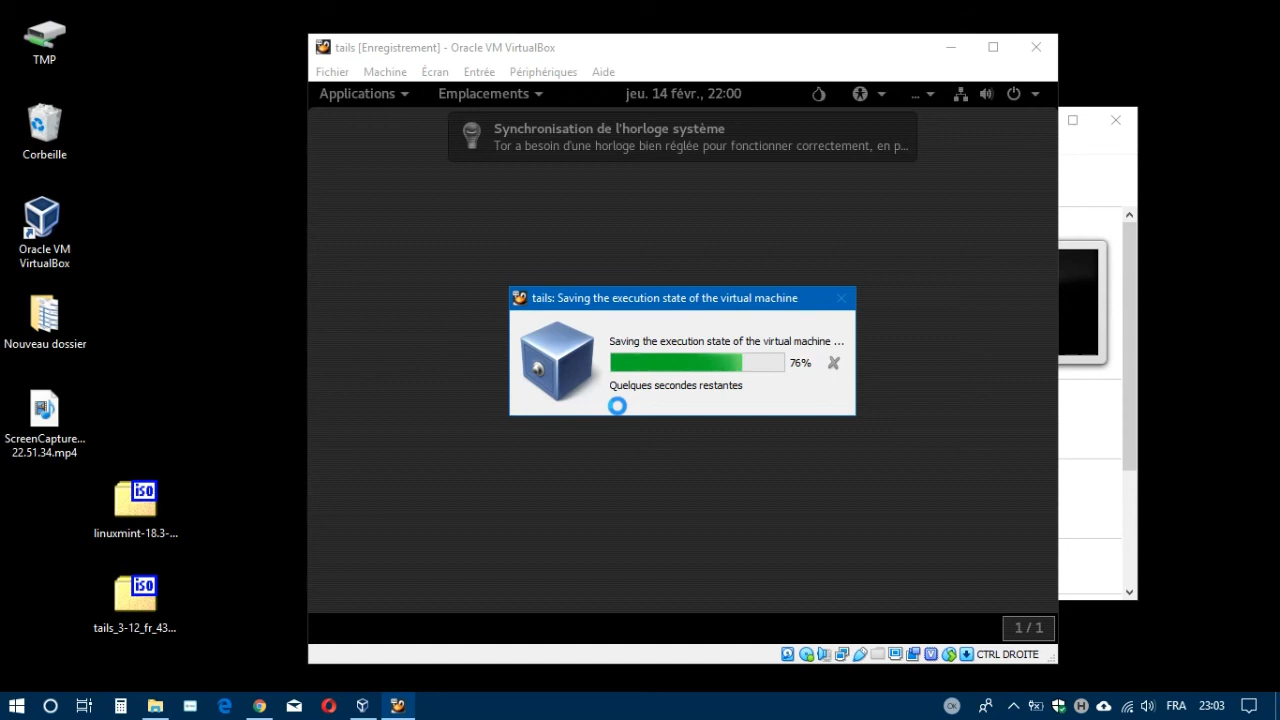 TMP
Corbeille
Oracle VM
VirtualBox
Nouveau dossier
ScreenCapture...
22.51.34.mp4
iso
linuxmint-18.3-...
iso
tails_3-12_fr_43...
tails [Enregistrement] - Oracle VM VirtualBox
Fichier Machine Écran Entrée Périphériques Aide
Applications Emplacements jeu. 14 févr., 22:00 ...
Synchronisation de l'horloge système
Tor a besoin d'une horloge bien réglée pour fonctionner correctement, en p...
tails: Saving the execution state of the virtual machine
Saving the execution state of the virtual machine ...
76%
Quelques secondes restantes
1 / 1
CTRL DROITE
OK FRA 23:03